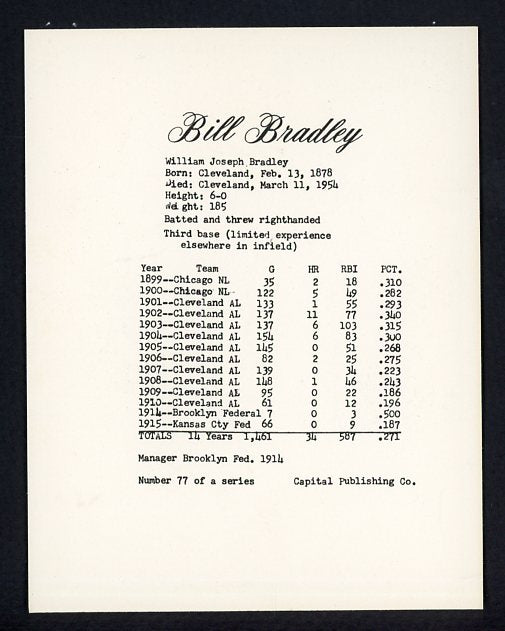 Bill Bradley
William Joseph Bradley
Born: Cleveland, Feb. 13, 1878
Died: Cleveland, March 11, 1954
Height: 6-0
Weight: 185
Batted and threw righthanded
Third base (limited experience
elsewhere in infield)
Year Team G HR RBI PCT.
1899--Chicago NL 35 2 18 .310
1900--Chicago NL 122 5 49 .282
1901--Cleveland AL 133 1 55 .293
1902--Cleveland AL 137 11 77 .340
1903--Cleveland AL 137 6 103 .315
1904--Cleveland AL 154 6 83 .300
1905--Cleveland AL 145 0 51 .268
1906--Cleveland AL 82 2 25 .275
1907--Cleveland AL 139 0 34 .223
1908--Cleveland AL 148 1 46 .243
1909--Cleveland AL 95 0 22 .186
1910--Cleveland AL 61 0 12 .196
1914--Brooklyn Federal 7 0 3 .500
1915--Kansas Cty Fed 66 0 9 .187
TOTALS 14 Years 1,461 34 587 .271
Manager Brooklyn Fed. 1914
Number 77 of a series Capital Publishing Co.